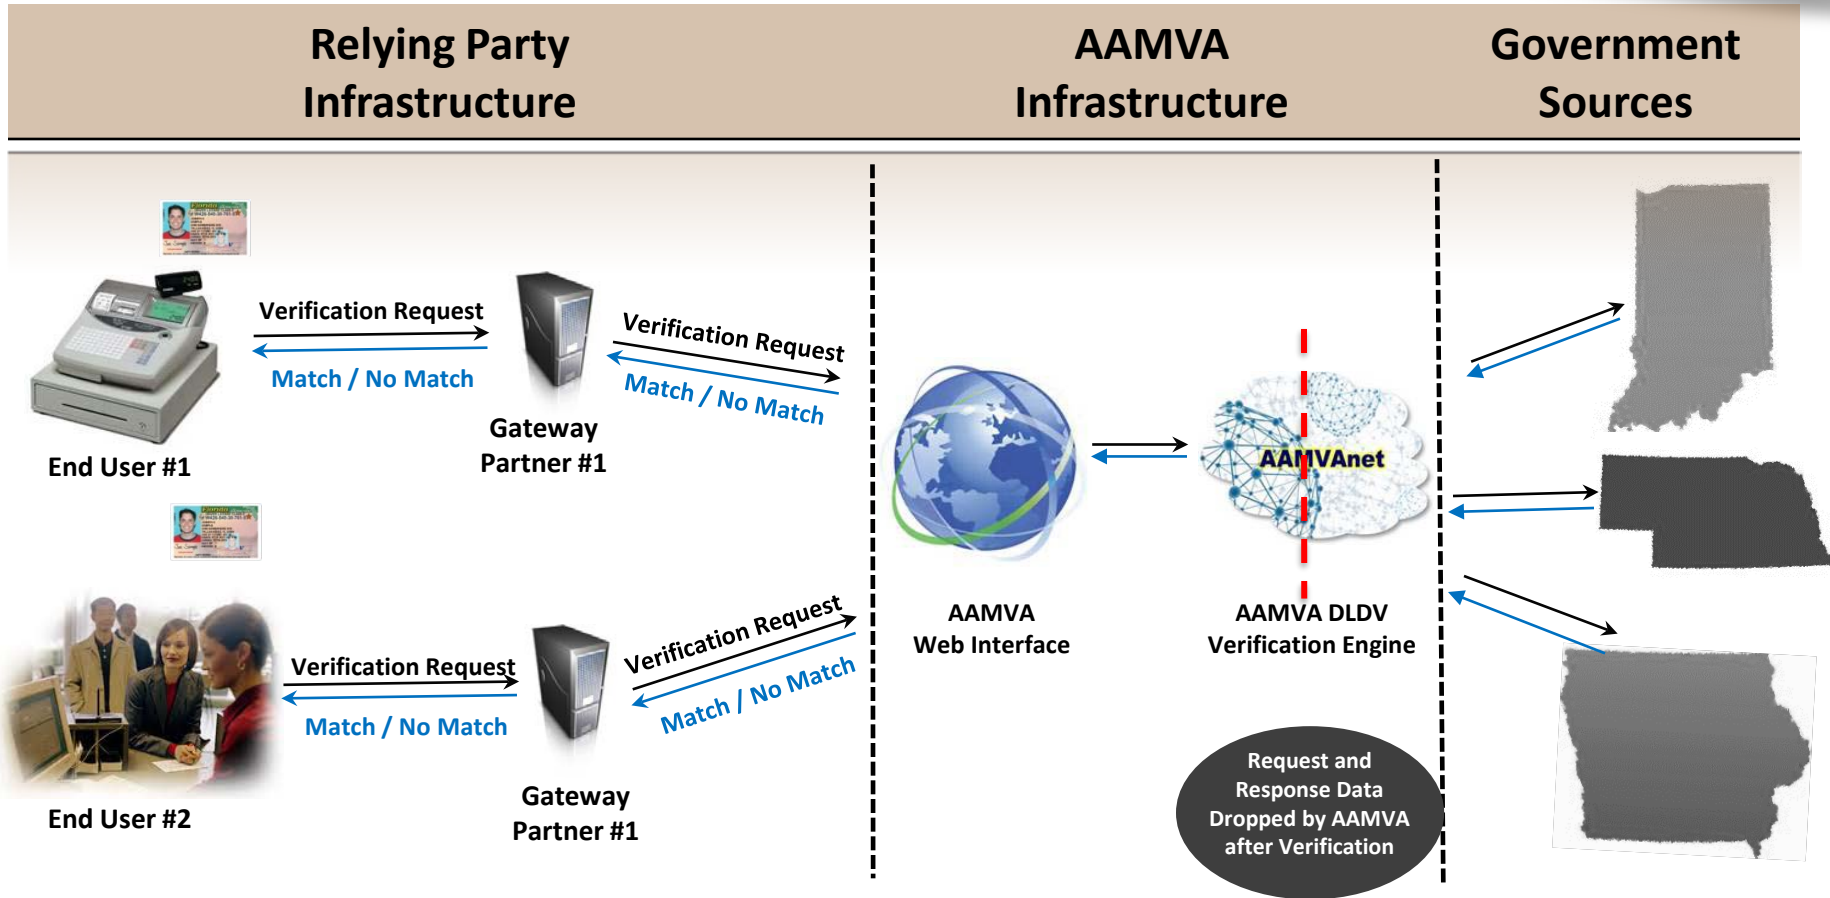 Relying Party
Infrastructure
AAMVA
Infrastructure
Government
Sources
Verification Request
Match / No Match
Verification Request
Match / No Match
End User #1
Gateway
Partner #1
AAMVAnet
AAMVA
Web Interface
AAMVA DLDV
Verification Engine
Verification Request
Match / No Match
Verification Request
Match / No Match
End User #2
Gateway
Partner #1
Request and
Response Data
Dropped by AAMVA
after Verification